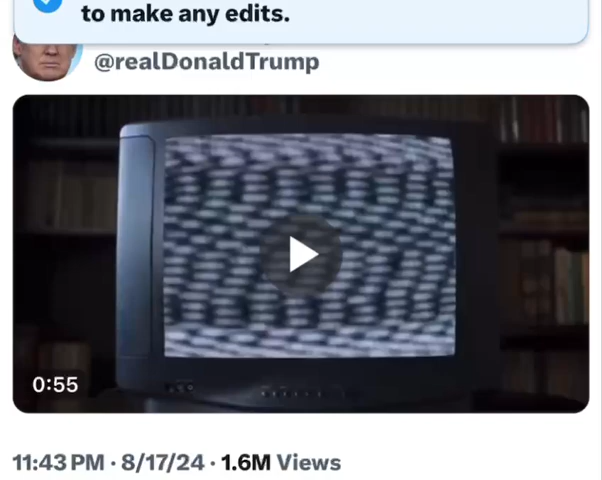 to make any edits.
@realDonaldTrump
0:55
11:43 PM · 8/17/24 · 1.6M Views